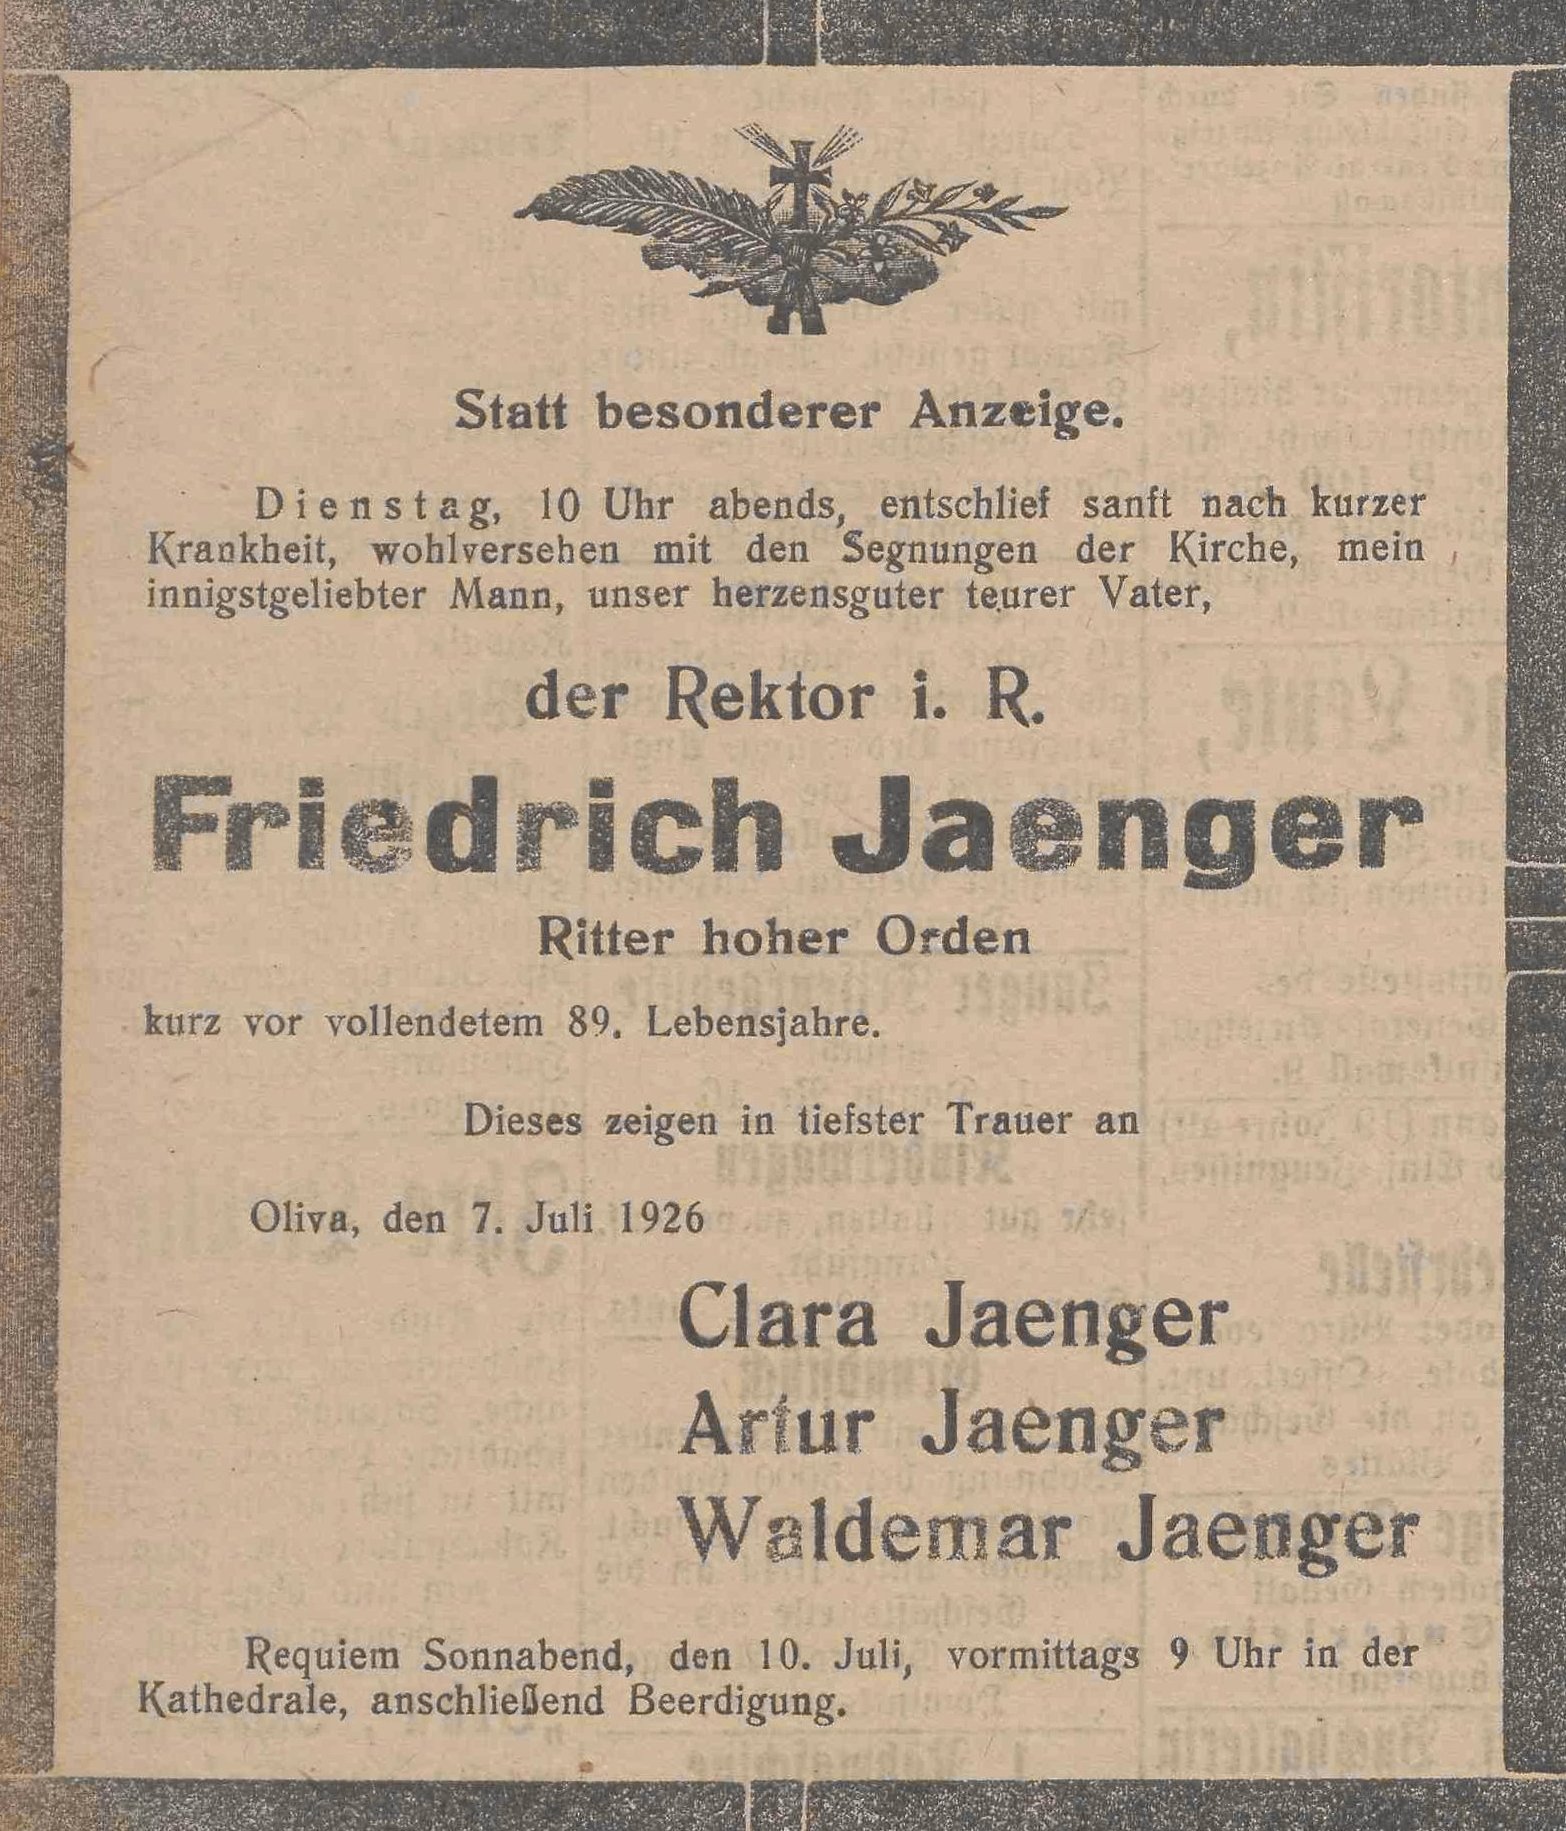 Statt besonderer Anzeige.
Dienstag, 10 Uhr abends, entschlief sanft nach kurzer
Krankheit, wohlversehen mit den Segnungen der Kirche, mein
innigstgeliebter Mann, unser herzensguter teurer Vater,
der Rektor i. R.
Friedrich Jaenger
Ritter hoher Orden
kurz vor vollendetem 89. Lebensjahre.
Dieses zeigen in tiefster Trauer an
Oliva, den 7. Juli 1926
Clara Jaenger
Artur Jaenger
Waldemar Jaenger
Requiem Sonnabend, den 10. Juli, vormittags 9 Uhr in der
Kathedrale, anschließend Beerdigung.